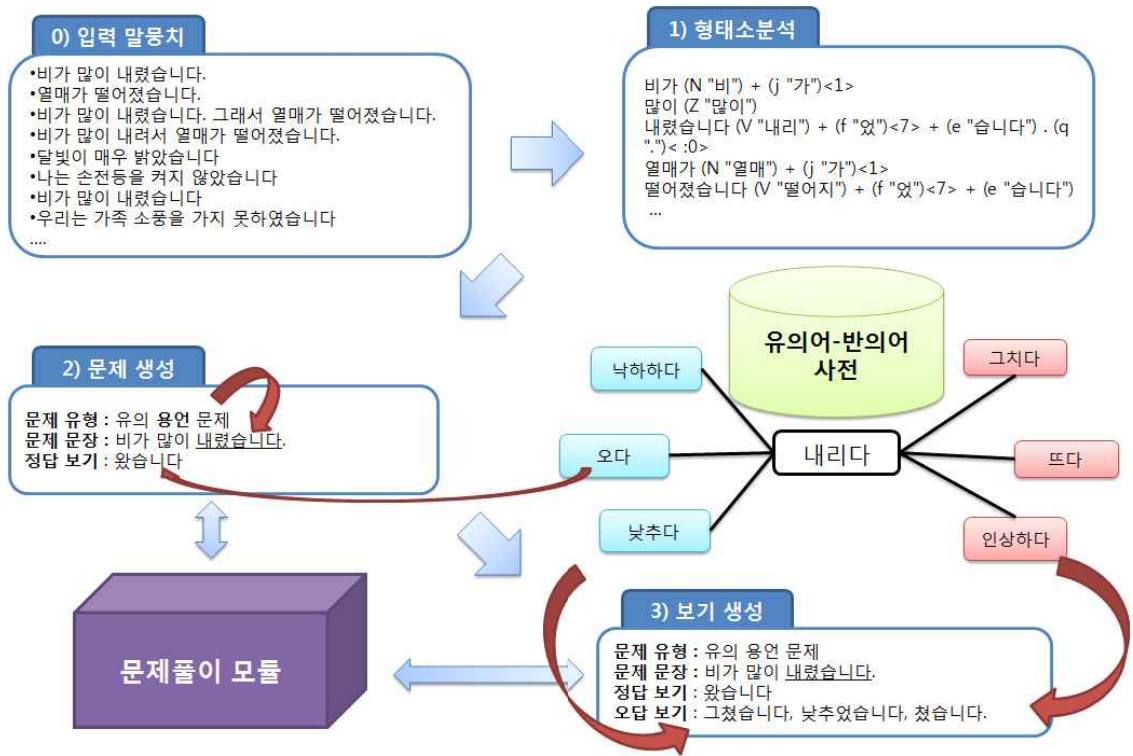 0) 입력 말뭉치
•비가 많이 내렸습니다.
•열매가 떨어졌습니다.
•비가 많이 내렸습니다. 그래서 열매가 떨어졌습니다.
•비가 많이 내려서 열매가 떨어졌습니다.
•달빛이 매우 밝았습니다
•나는 손전등을 켜지 않았습니다
•비가 많이 내렸습니다
•우리는 가족 소풍을 가지 못하였습니다
....
1) 형태소분석
비가 (N "비") + (j "가")<1>
많이 (Z "많이")
내렸습니다 (V "내리") + (f "었")<7> + (e "습니다") . (q
".")< :0>
열매가 (N "열매") + (j "가")<1>
떨어졌습니다 (V "떨어지") + (f "었")<7> + (e "습니다")
...
2) 문제 생성
문제 유형 : 유의 용언 문제
문제 문장 : 비가 많이 내렸습니다.
정답 보기 : 왔습니다
유의어-반의어
사전
낙하하다
오다
낮추다
내리다
그치다
뜨다
인상하다
문제풀이 모듈
3) 보기 생성
문제 유형 : 유의 용언 문제
문제 문장 : 비가 많이 내렸습니다.
정답 보기 : 왔습니다
오답 보기 : 그쳤습니다, 낮추었습니다, 쳤습니다.